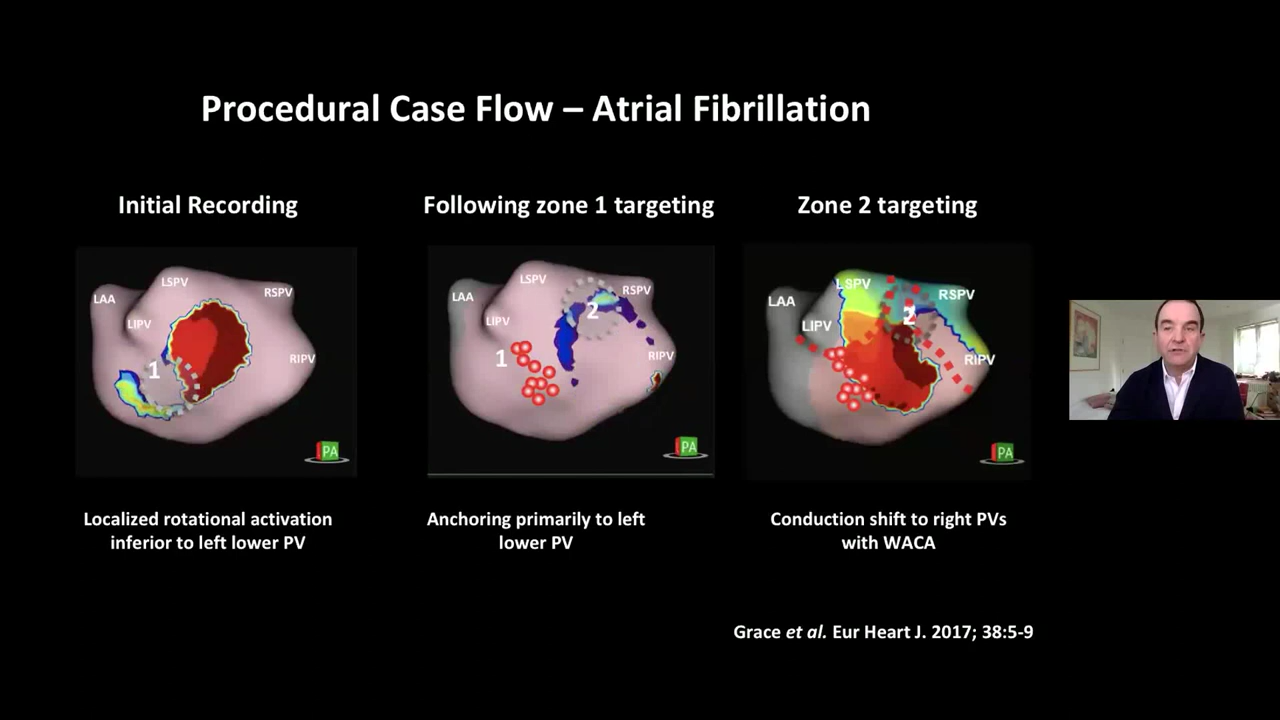 Procedural Case Flow – Atrial Fibrillation
Initial Recording
LAA
LSPV
RSPV
LIPV
RIPV
1
PA
Localized rotational activation
inferior to left lower PV
Following zone 1 targeting
LAA
LSPV
RSPV
LIPV
2
RIPV
1
PA
Anchoring primarily to left
lower PV
Zone 2 targeting
LAA
LSPV
RSPV
LIPV
2
RIPV
PA
Conduction shift to right PVs
with WACA
Grace et al. Eur Heart J. 2017; 38:5-9